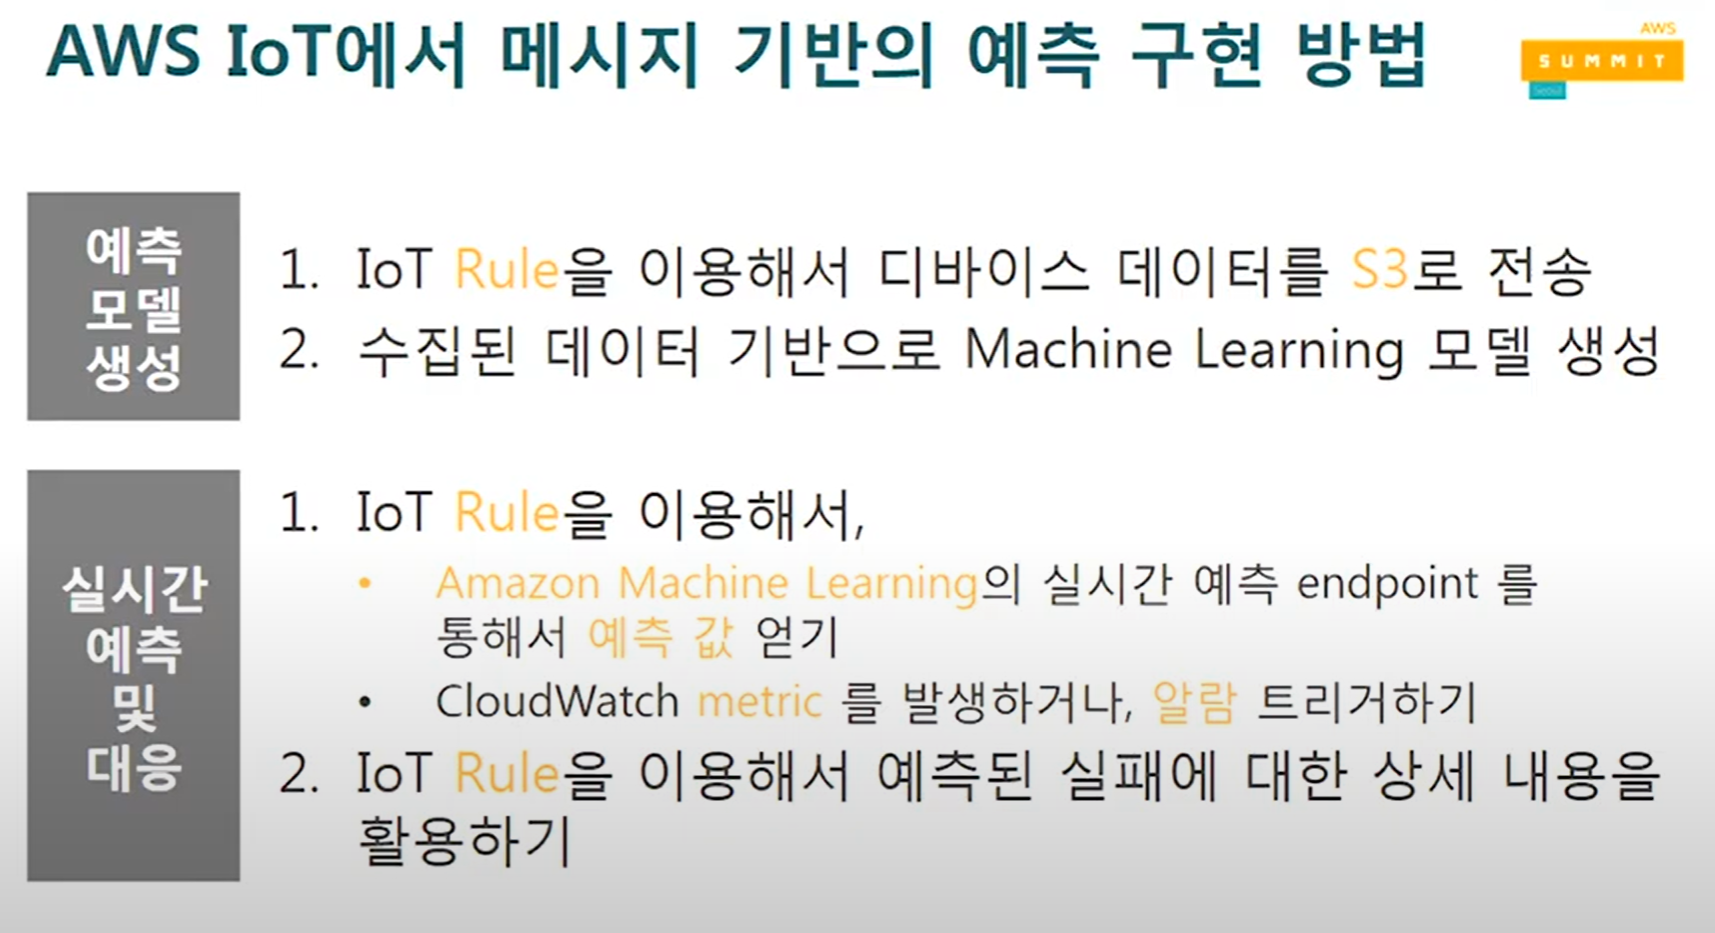 AWS IoT에서 메시지 기반의 예측 구현 방법
AWS
SUMMIT
Seoul
예측
모델
생성
1. IoT Rule을 이용해서 디바이스 데이터를 S3로 전송
2. 수집된 데이터 기반으로 Machine Learning 모델 생성
실시간
예측
및
대응
1. IoT Rule을 이용해서,
• Amazon Machine Learning의 실시간 예측 endpoint 를
통해서 예측 값 얻기
• CloudWatch metric 를 발생하거나, 알람 트리거하기
2. IoT Rule을 이용해서 예측된 실패에 대한 상세 내용을
활용하기